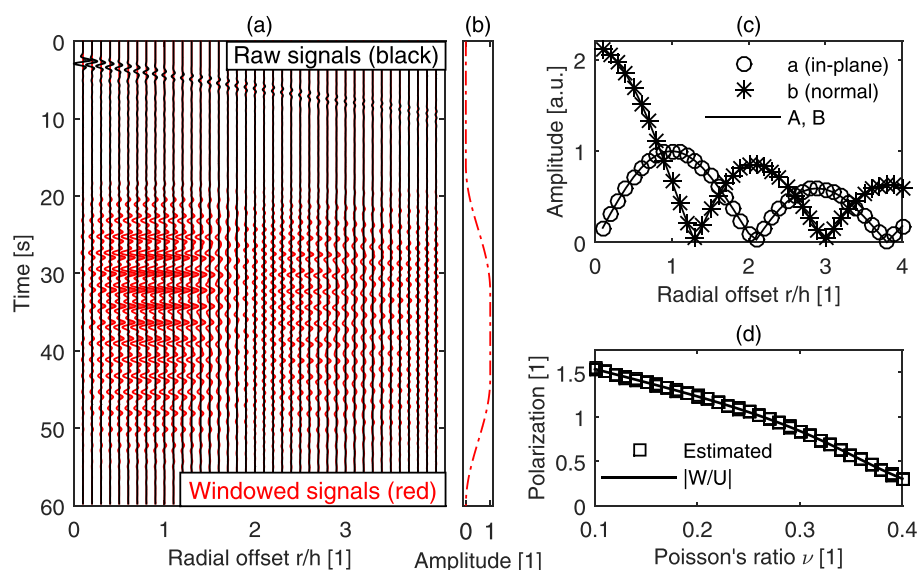 (a)
(b)
(c)
0
10
20
30
40
50
60
Time [s]
Raw signals (black)
Windowed signals (red)
0
1
2
3
Radial offset r/h [1]
0 1
Amplitude [1]
2
1
0
Amplitude [a.u.]
a (in-plane)
b (normal)
A, B
0
1
2
3
4
Radial offset r/h [1]
(d)
1.5
1
0.5
0
Polarization [1]
Estimated
|W/U|
0.1
0.2
0.3
0.4
Poisson's ratio ν [1]